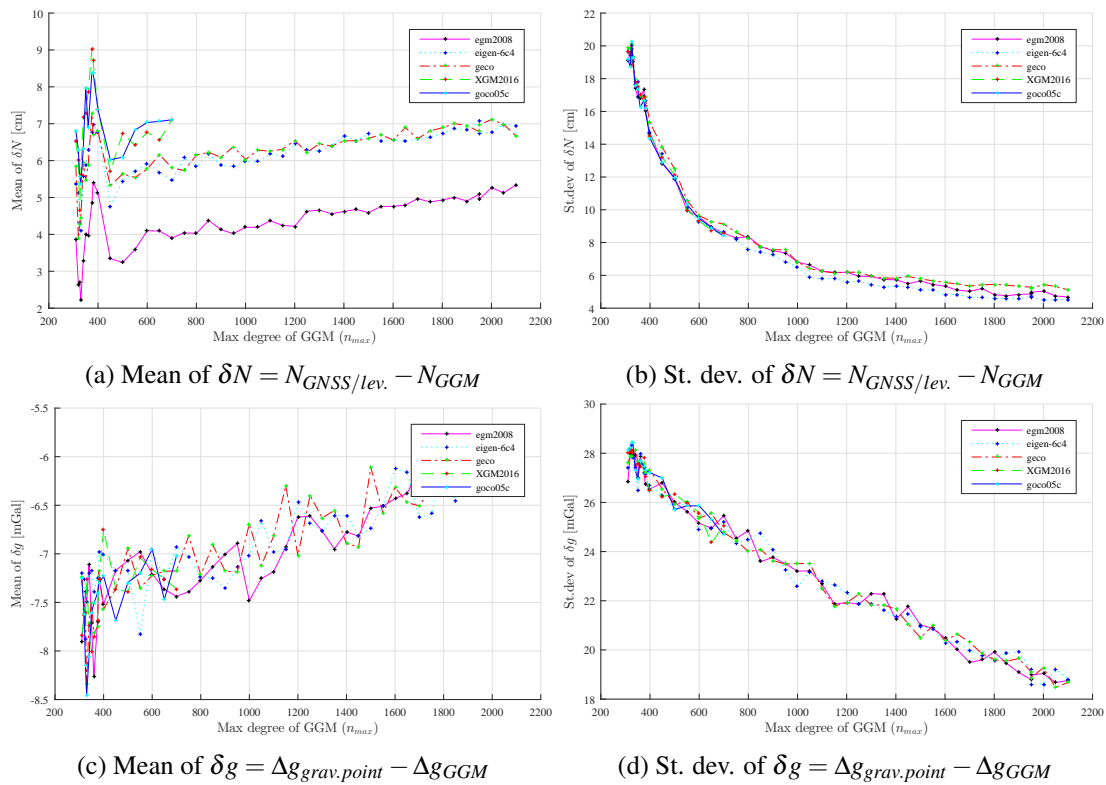 10
9
8
7
6
5
4
3
2
Mean of δN [cm]
200 400 600 800 1000 1200 1400 1600 1800 2000 2200
Max degree of GGM (n_max)
egm2008
eigen-6c4
geco
XGM2016
goco05c
(a) Mean of δN = N_GNSS/lev. − N_GGM
22
20
18
16
14
12
10
8
6
4
St.dev of δN [cm]
200 400 600 800 1000 1200 1400 1600 1800 2000 2200
Max degree of GGM (n_max)
egm2008
eigen-6c4
geco
XGM2016
goco05c
(b) St. dev. of δN = N_GNSS/lev. − N_GGM
-5.5
-6
-6.5
-7
-7.5
-8
-8.5
Mean of δg [mGal]
200 400 600 800 1000 1200 1400 1600 1800 2000 2200
Max degree of GGM (n_max)
egm2008
eigen-6c4
geco
XGM2016
goco05c
(c) Mean of δg = Δg_grav.point − Δg_GGM
30
28
26
24
22
20
18
St.dev of δg [mGal]
200 400 600 800 1000 1200 1400 1600 1800 2000 2200
Max degree of GGM (n_max)
egm2008
eigen-6c4
geco
XGM2016
goco05c
(d) St. dev. of δg = Δg_grav.point − Δg_GGM